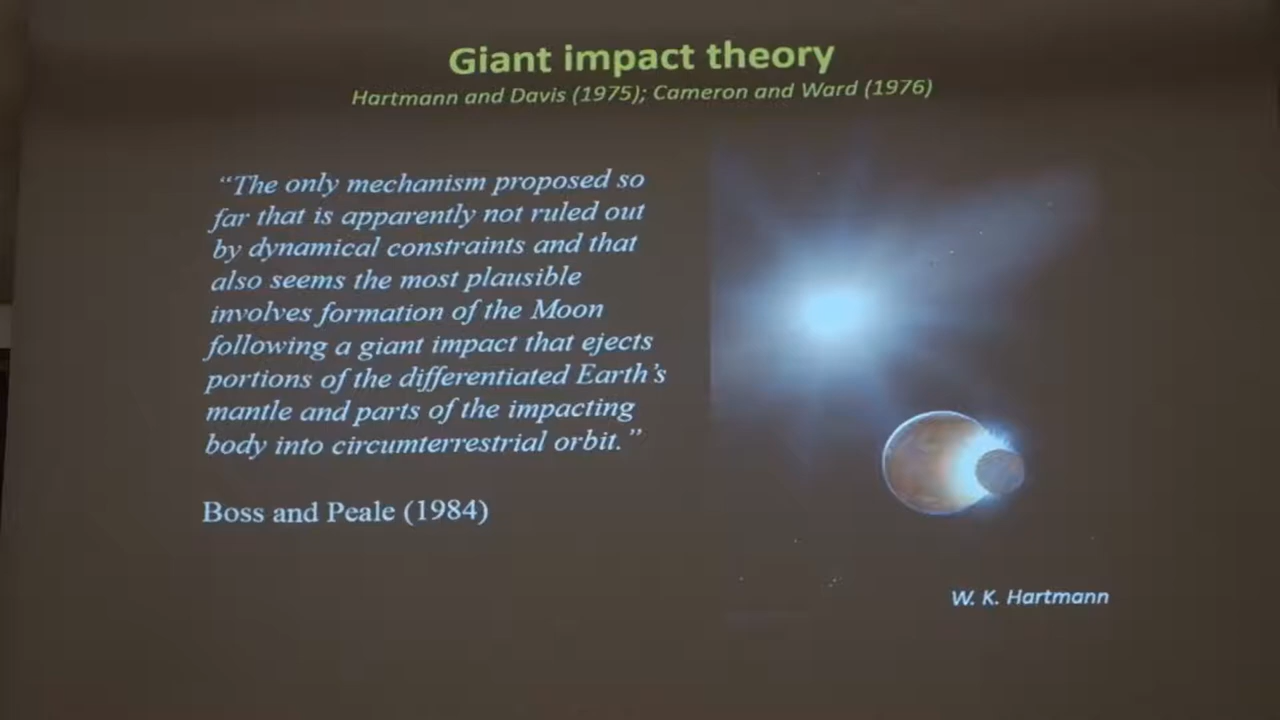 Giant impact theory
Hartmann and Davis (1975); Cameron and Ward (1976)
“The only mechanism proposed so
far that is apparently not ruled out
by dynamical constraints and that
also seems the most plausible
involves formation of the Moon
following a giant impact that ejects
portions of the differentiated Earth’s
mantle and parts of the impacting
body into circumterrestrial orbit.”
Boss and Peale (1984)
W. K. Hartmann